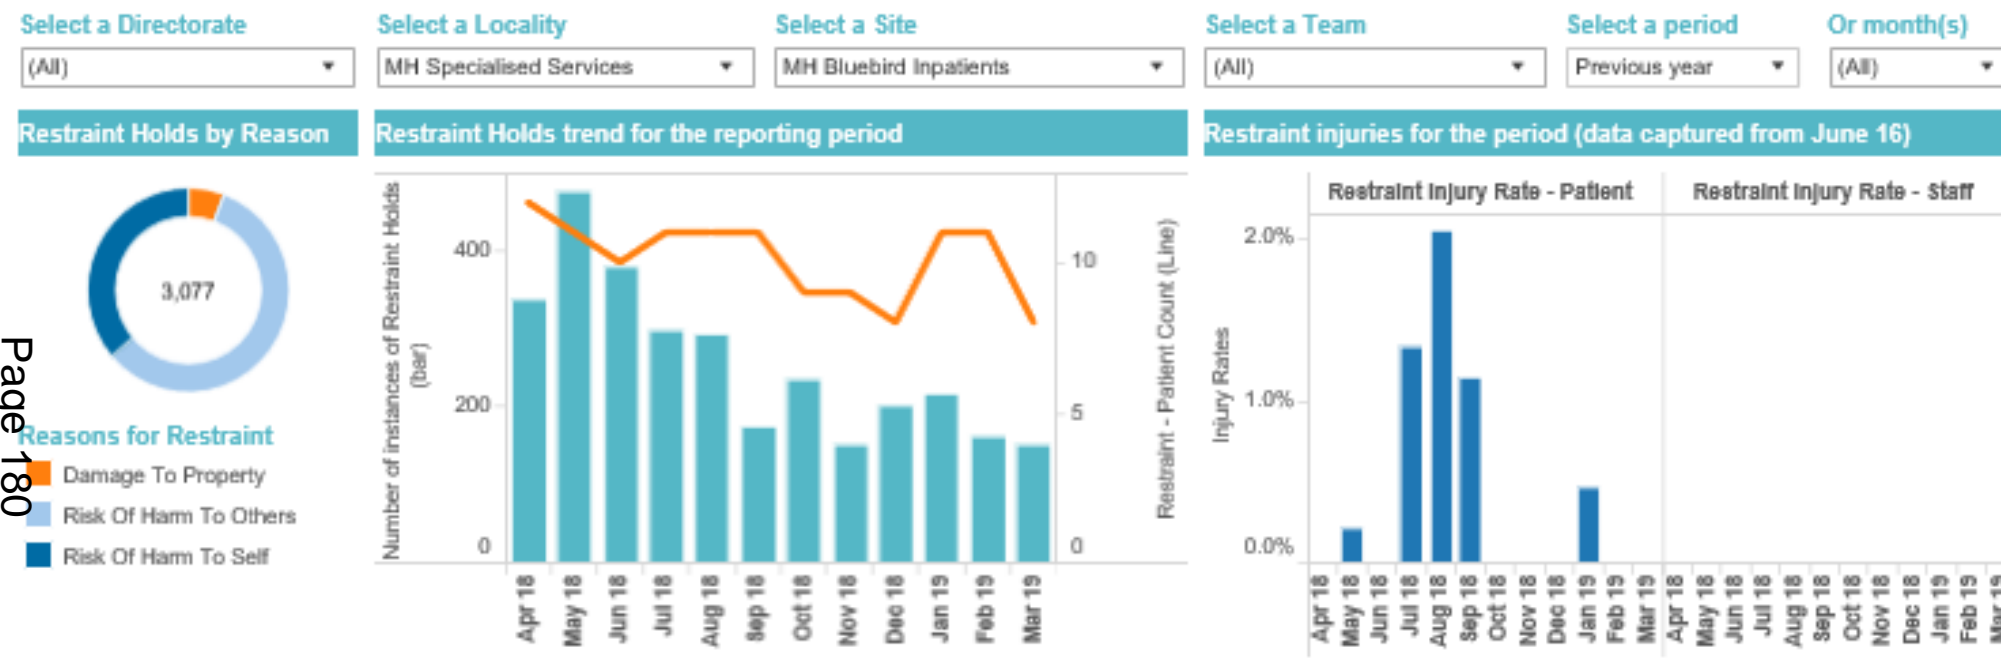 Select a Directorate
(All)
Select a Locality
MH Specialised Services
Select a Site
MH Bluebird Inpatients
Select a Team
(All)
Select a period
Previous year
Or month(s)
(All)
Restraint Holds by Reason
3,077
Reasons for Restraint
Damage To Property
Risk Of Harm To Others
Risk Of Harm To Self
Page 180
Restraint Holds trend for the reporting period
Number of instances of Restraint Holds
(bar)
400
200
0
10
5
0
Restraint - Patient Count (Line)
Apr 18
May 18
Jun 18
Jul 18
Aug 18
Sep 18
Oct 18
Nov 18
Dec 18
Jan 19
Feb 19
Mar 19
Restraint injuries for the period (data captured from June 16)
Restraint Injury Rate - Patient
Restraint Injury Rate - Staff
Injury Rates
2.0%
1.0%
0.0%
Apr 18
May 18
Jun 18
Jul 18
Aug 18
Sep 18
Oct 18
Nov 18
Dec 18
Jan 19
Feb 19
Mar 19
Apr 18
May 18
Jun 18
Jul 18
Aug 18
Sep 18
Oct 18
Nov 18
Dec 18
Jan 19
Feb 19
Mar 19